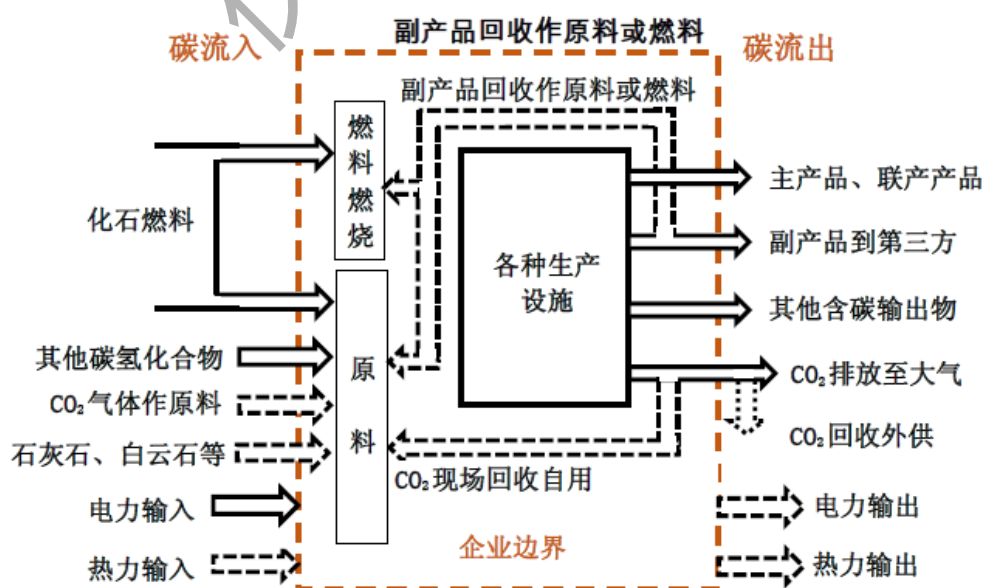 副产品回收作原料或燃料
碳流入
碳流出
副产品回收作原料或燃料
燃料燃烧
化石燃料
原料
其他碳氢化合物
CO₂气体作原料
石灰石、白云石等
电力输入
热力输入
各种生产
设施
主产品、联产产品
副产品到第三方
其他含碳输出物
CO₂排放至大气
CO₂回收外供
CO₂现场回收自用
电力输出
热力输出
企业边界